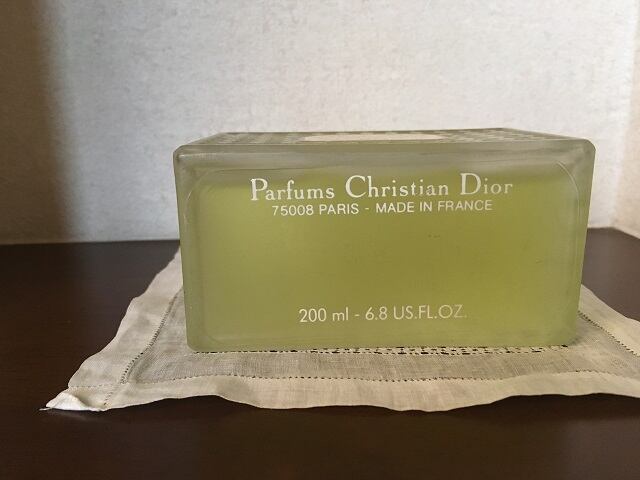 Parfums Christian Dior
75008 PARIS - MADE IN FRANCE
200 ml - 6.8 US.FL.OZ.